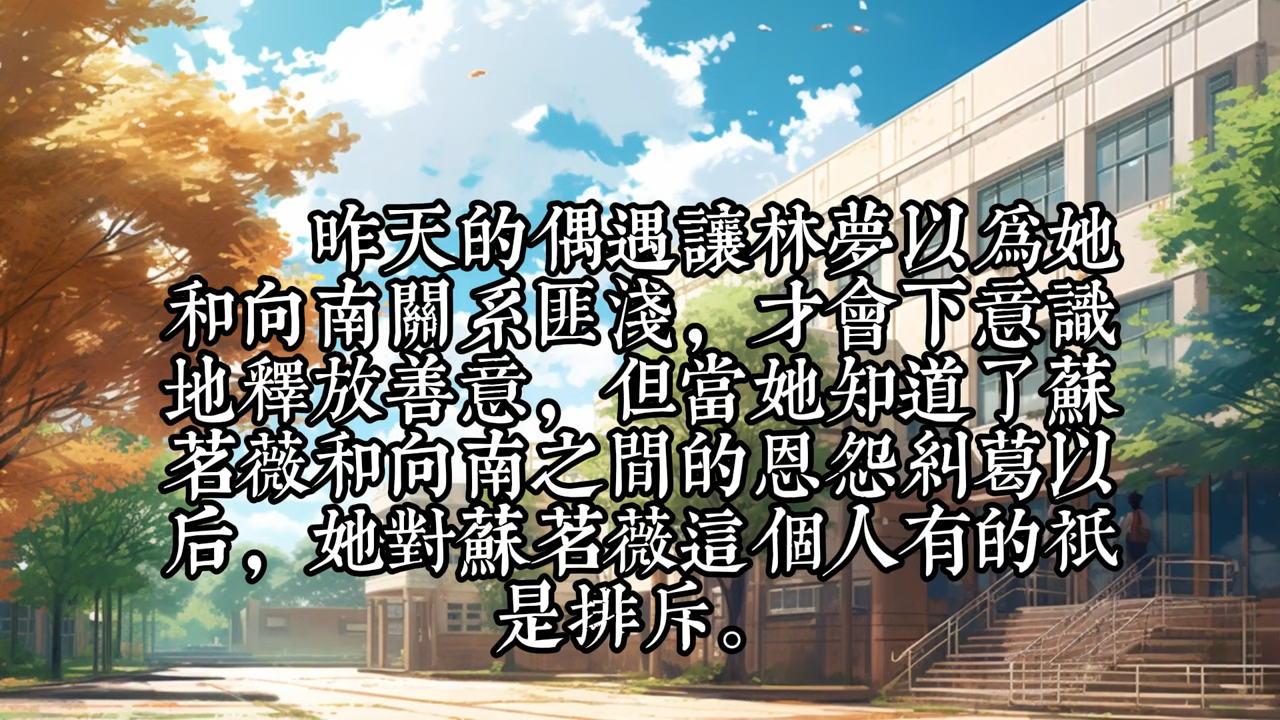 昨天的偶遇讓林夢以爲她
和向南關系匪淺，才會下意識
地釋放善意，但當她知道了蘇
茗薇和向南之間的恩怨糾葛以
后，她對蘇茗薇這個人有的衹
是排斥。